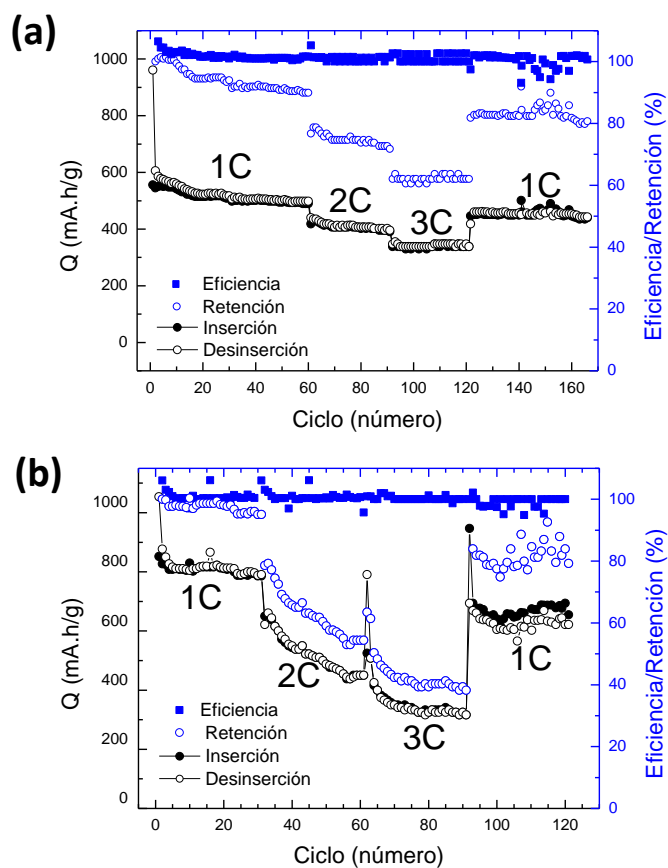 (a)
1000
800
600
400
200
0
Q (mA.h/g)
100
80
60
40
20
0
Eficiencia/Retención (%)
1C
2C
3C
1C
Eficiencia
Retención
Inserción
Desinserción
0 20 40 60 80 100 120 140 160
Ciclo (número)
(b)
1000
800
600
400
200
0
Q (mA.h/g)
100
80
60
40
20
0
Eficiencia/Retención (%)
1C
2C
3C
1C
Eficiencia
Retención
Inserción
Desinserción
0 20 40 60 80 100 120
Ciclo (número)